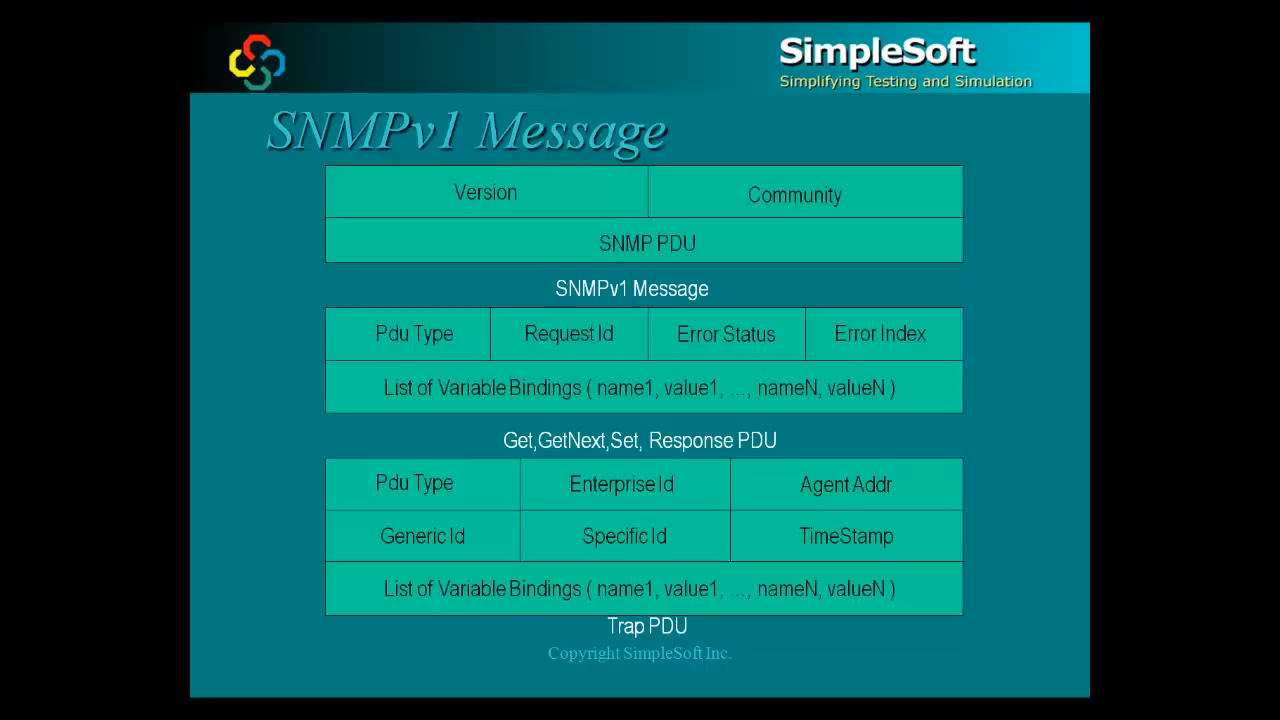 SimpleSoft
Simplifying Testing and Simulation
SNMPv1 Message
Version Community
SNMP PDU
SNMPv1 Message
Pdu Type Request Id Error Status Error Index
List of Variable Bindings ( name1, value1, ..., nameN, valueN )
Get,GetNext,Set, Response PDU
Pdu Type Enterprise Id Agent Addr
Generic Id Specific Id TimeStamp
List of Variable Bindings ( name1, value1, ..., nameN, valueN )
Trap PDU
Copyright SimpleSoft Inc.